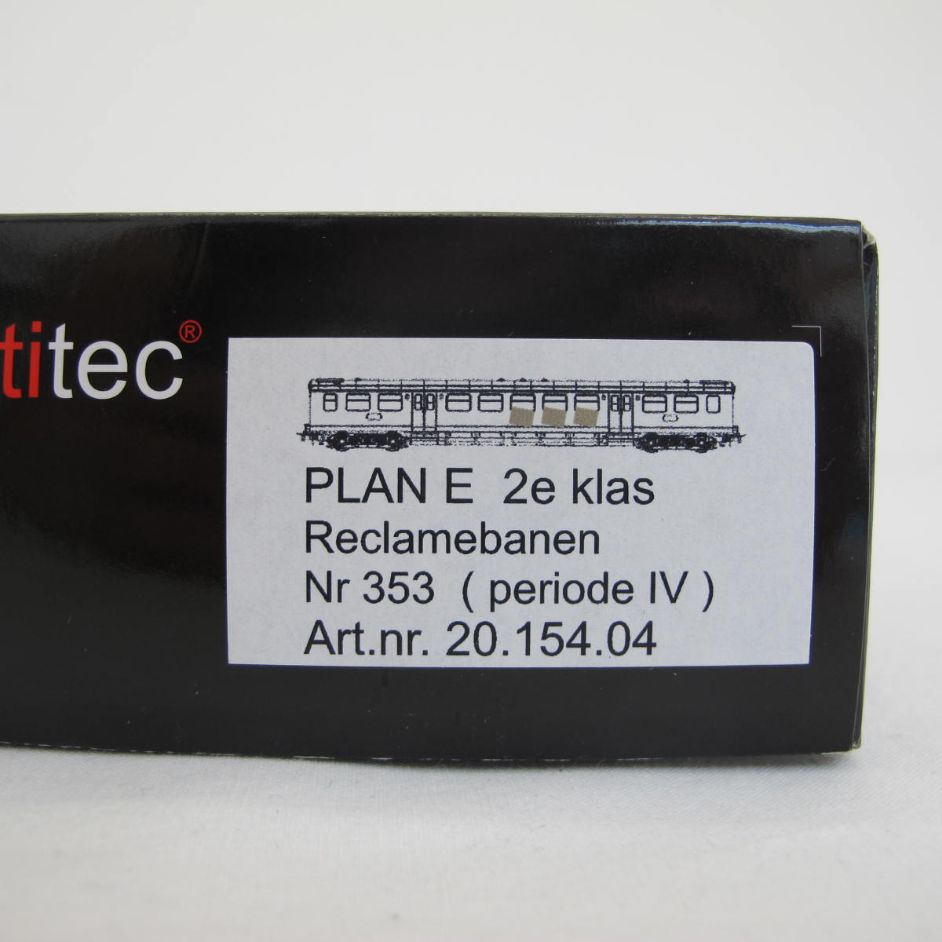 titec®
PLAN E 2e klas
Reclamebanen
Nr 353 ( periode IV )
Art.nr. 20.154.04